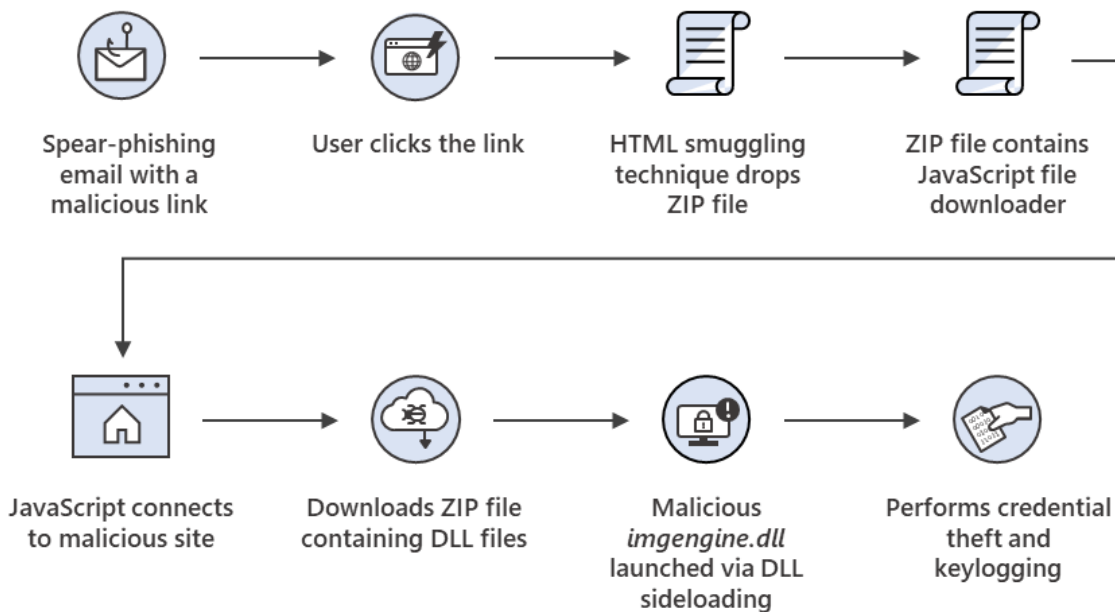 Spear-phishing
email with a
malicious link
User clicks the link
HTML smuggling
technique drops
ZIP file
ZIP file contains
JavaScript file
downloader
JavaScript connects
to malicious site
Downloads ZIP file
containing DLL files
Malicious
imgengine.dll
launched via DLL
sideloading
Performs credential
theft and
keylogging